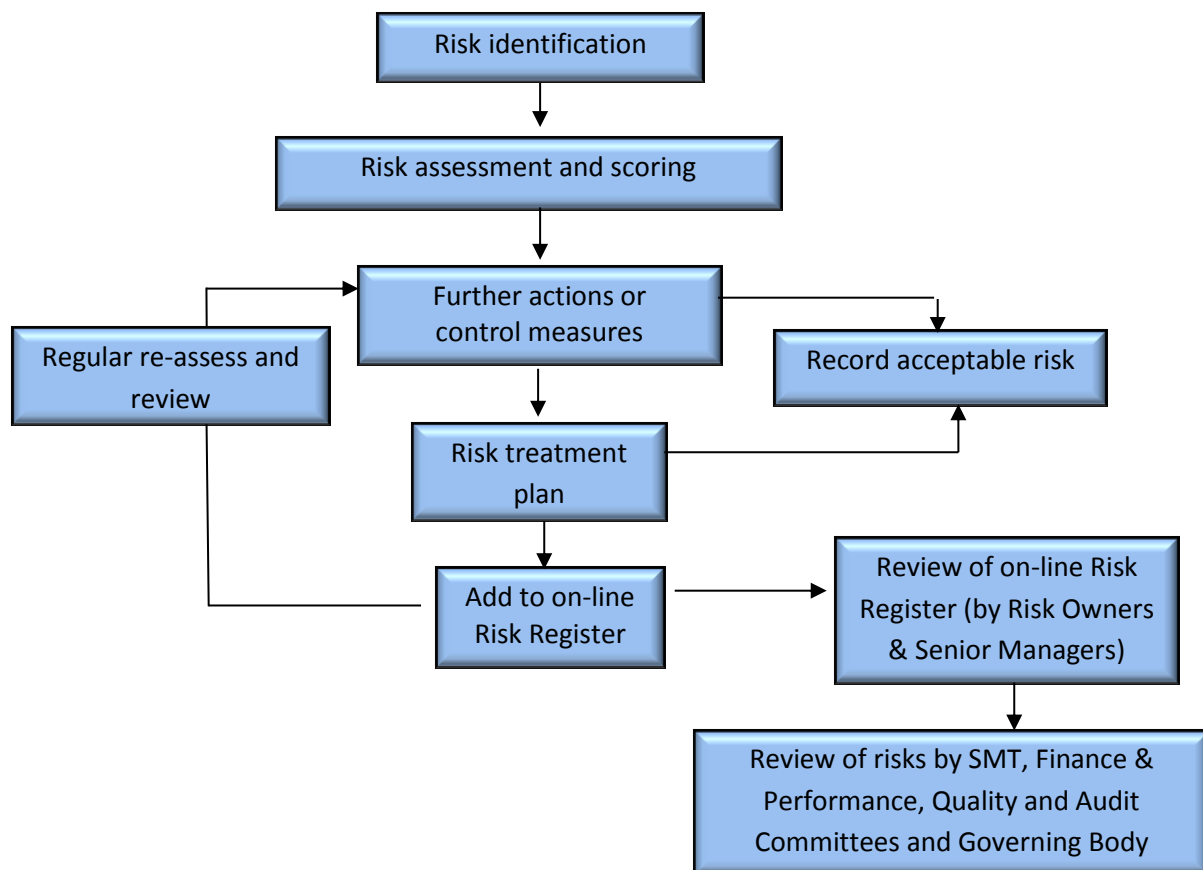 Risk identification
Risk assessment and scoring
Further actions or
control measures
Regular re-assess and
review
Record acceptable risk
Risk treatment
plan
Add to on-line
Risk Register
Review of on-line Risk
Register (by Risk Owners
& Senior Managers)
Review of risks by SMT, Finance &
Performance, Quality and Audit
Committees and Governing Body